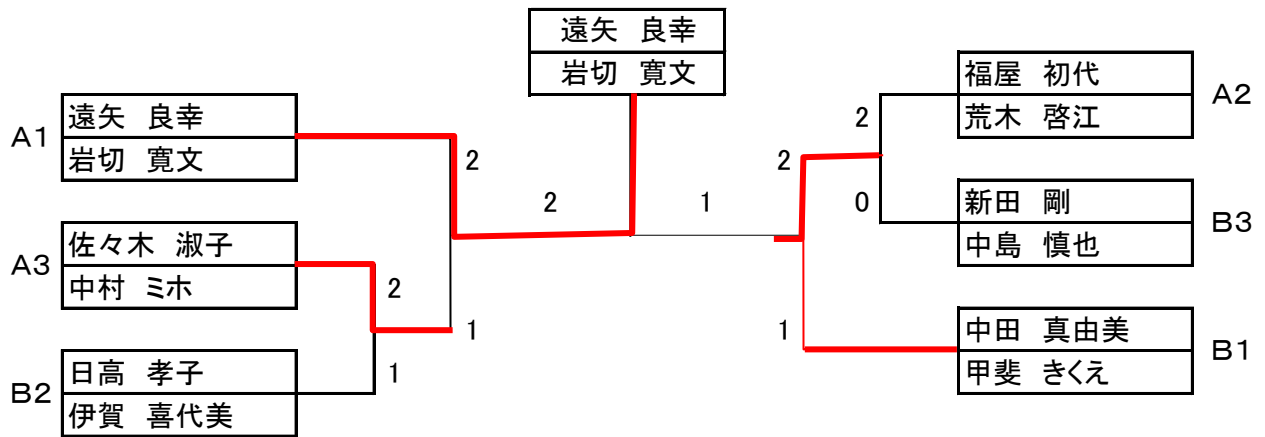 遠矢 良幸
岩切 寛文
A1
遠矢 良幸
岩切 寛文
2
A3
佐々木 淑子
中村 ミホ
2
1
B2
日高 孝子
伊賀 喜代美
1
2
1
福屋 初代
荒木 啓江
A2
2
2
新田 剛
中島 慎也
B3
0
中田 真由美
甲斐 きくえ
B1
1